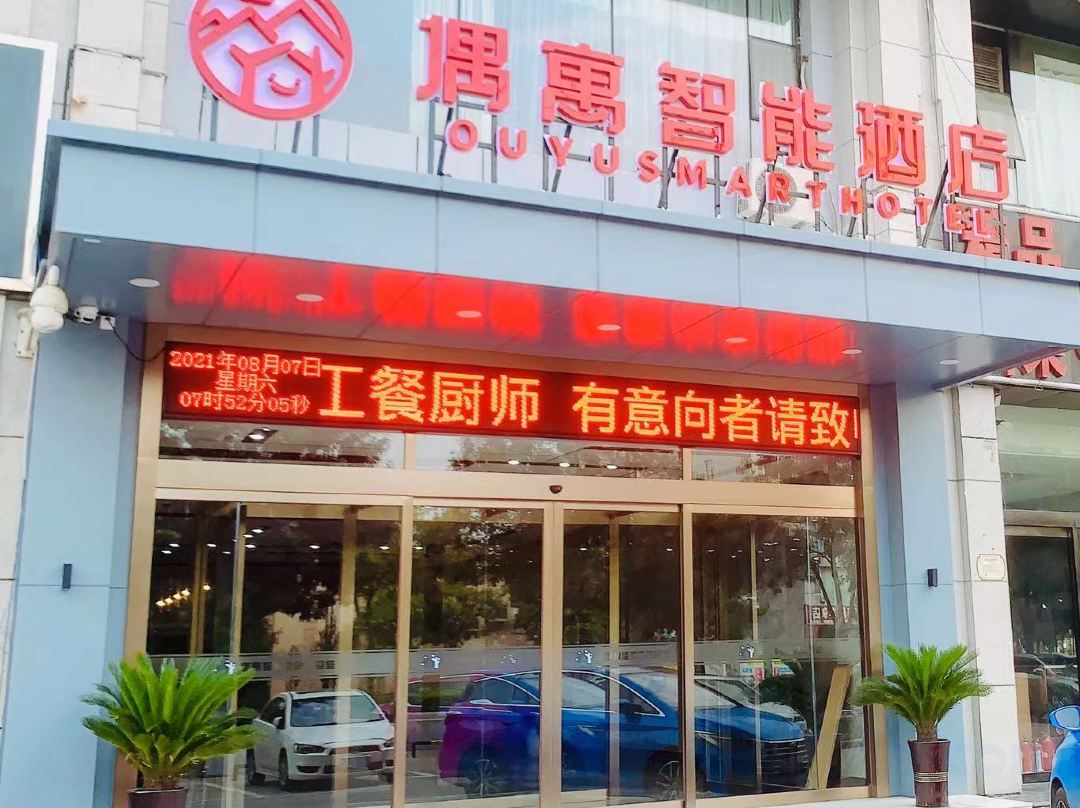 偶寓智能酒店
OUYUSMARTHOTEL
品
2021年08月07日
星期六
07时52分05秒
工餐厨师 有意向者请致